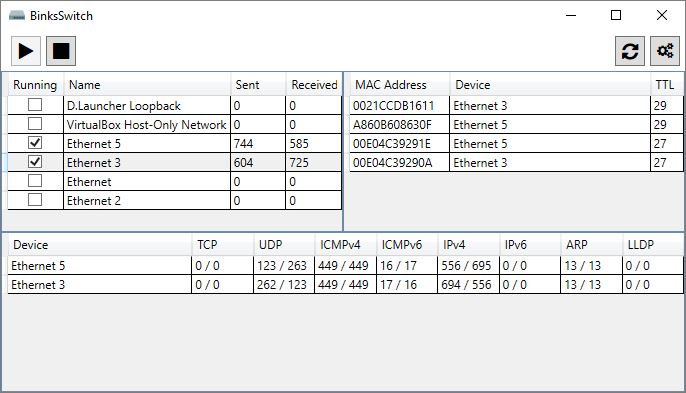 BinksSwitch
Running Name Sent Received
D.Launcher Loopback 0 0
VirtualBox Host-Only Network 0 0
Ethernet 5 744 585
Ethernet 3 604 725
Ethernet 0 0
Ethernet 2 0 0
MAC Address Device TTL
0021CCDB1611 Ethernet 3 29
A860B608630F Ethernet 5 29
00E04C39291E Ethernet 5 27
00E04C39290A Ethernet 3 27
Device TCP UDP ICMPv4 ICMPv6 IPv4 IPv6 ARP LLDP
Ethernet 5 0 / 0 123 / 263 449 / 449 16 / 17 556 / 695 0 / 0 13 / 13 0 / 0
Ethernet 3 0 / 0 262 / 123 449 / 449 17 / 16 694 / 556 0 / 0 13 / 13 0 / 0